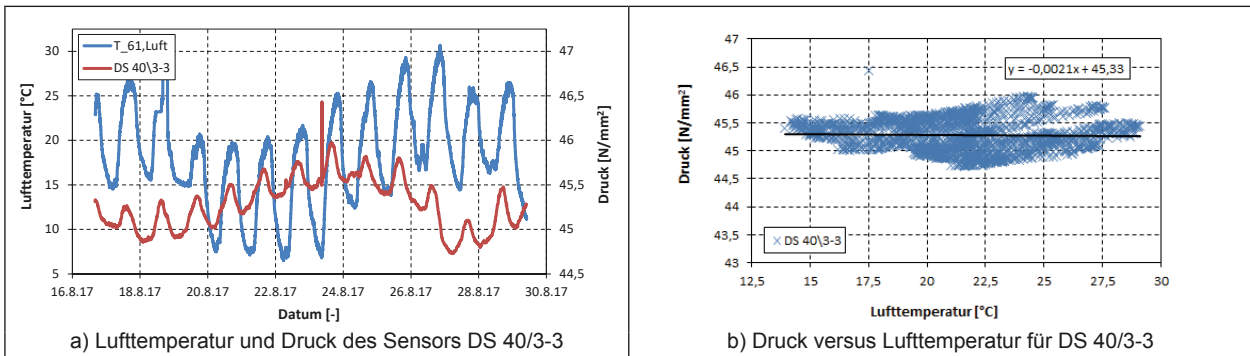 T_61,Luft
DS 40\3-3
Lufttemperatur [°C]
30
25
20
15
10
5
47
46,5
46
45,5
45
44,5
Druck [N/mm²]
16.8.17 18.8.17 20.8.17 22.8.17 24.8.17 26.8.17 28.8.17 30.8.17
Datum [-]
a) Lufttemperatur und Druck des Sensors DS 40/3-3
Druck [N/mm²]
47
46,5
46
45,5
45
44,5
44
43,5
43
y = -0,0021x + 45,33
DS 40\3-3
12,5 15 17,5 20 22,5 25 27,5 30
Lufttemperatur [°C]
b) Druck versus Lufttemperatur für DS 40/3-3